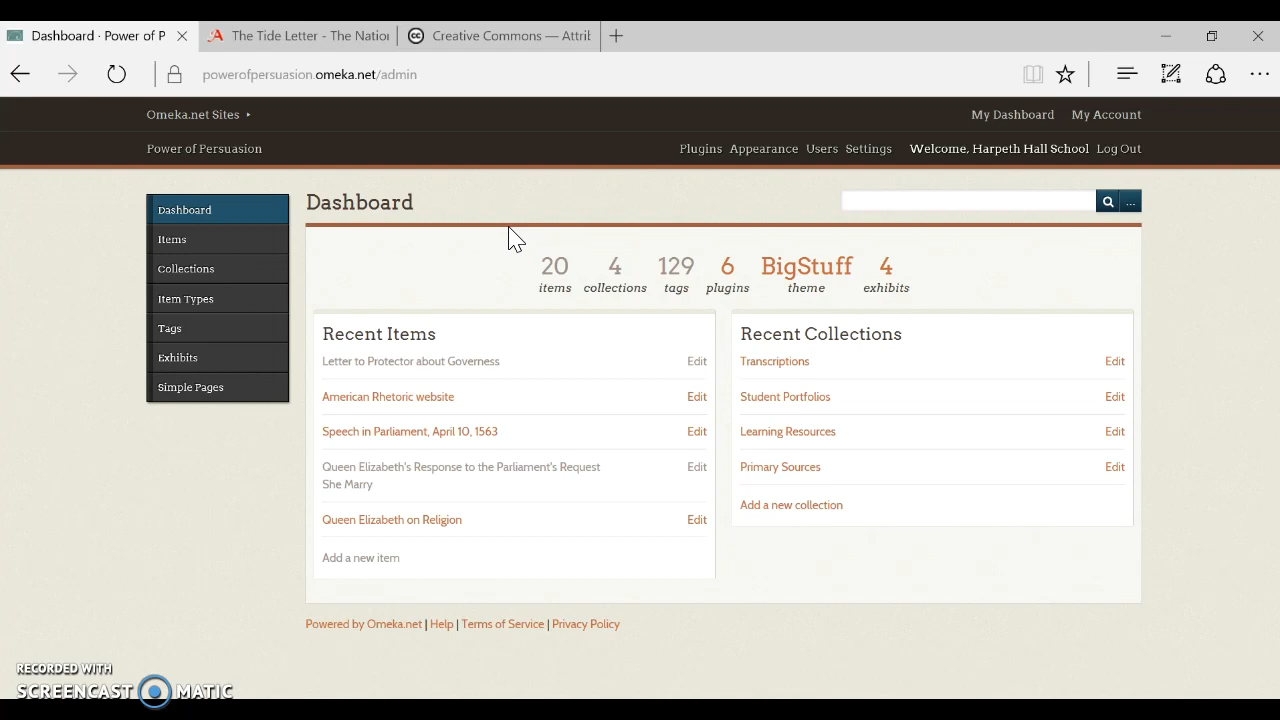 Dashboard · Power of P
The Tide Letter - The Nation
Creative Commons — Attrib
powerofpersuasion.omeka.net/admin
Omeka.net Sites
My Dashboard My Account
Power of Persuasion
Plugins Appearance Users Settings Welcome, Harpeth Hall School Log Out
Dashboard
Items
Collections
Item Types
Tags
Exhibits
Simple Pages
Dashboard
...
20 4 129 6 BigStuff 4
items collections tags plugins theme exhibits
Recent Items
Letter to Protector about Governess Edit
American Rhetoric website Edit
Speech in Parliament, April 10, 1563 Edit
Queen Elizabeth's Response to the Parliament's Request Edit
She Marry
Queen Elizabeth on Religion Edit
Add a new item
Recent Collections
Transcriptions Edit
Student Portfolios Edit
Learning Resources Edit
Primary Sources Edit
Add a new collection
Powered by Omeka.net | Help | Terms of Service | Privacy Policy
RECORDED WITH
SCREENCAST MATIC